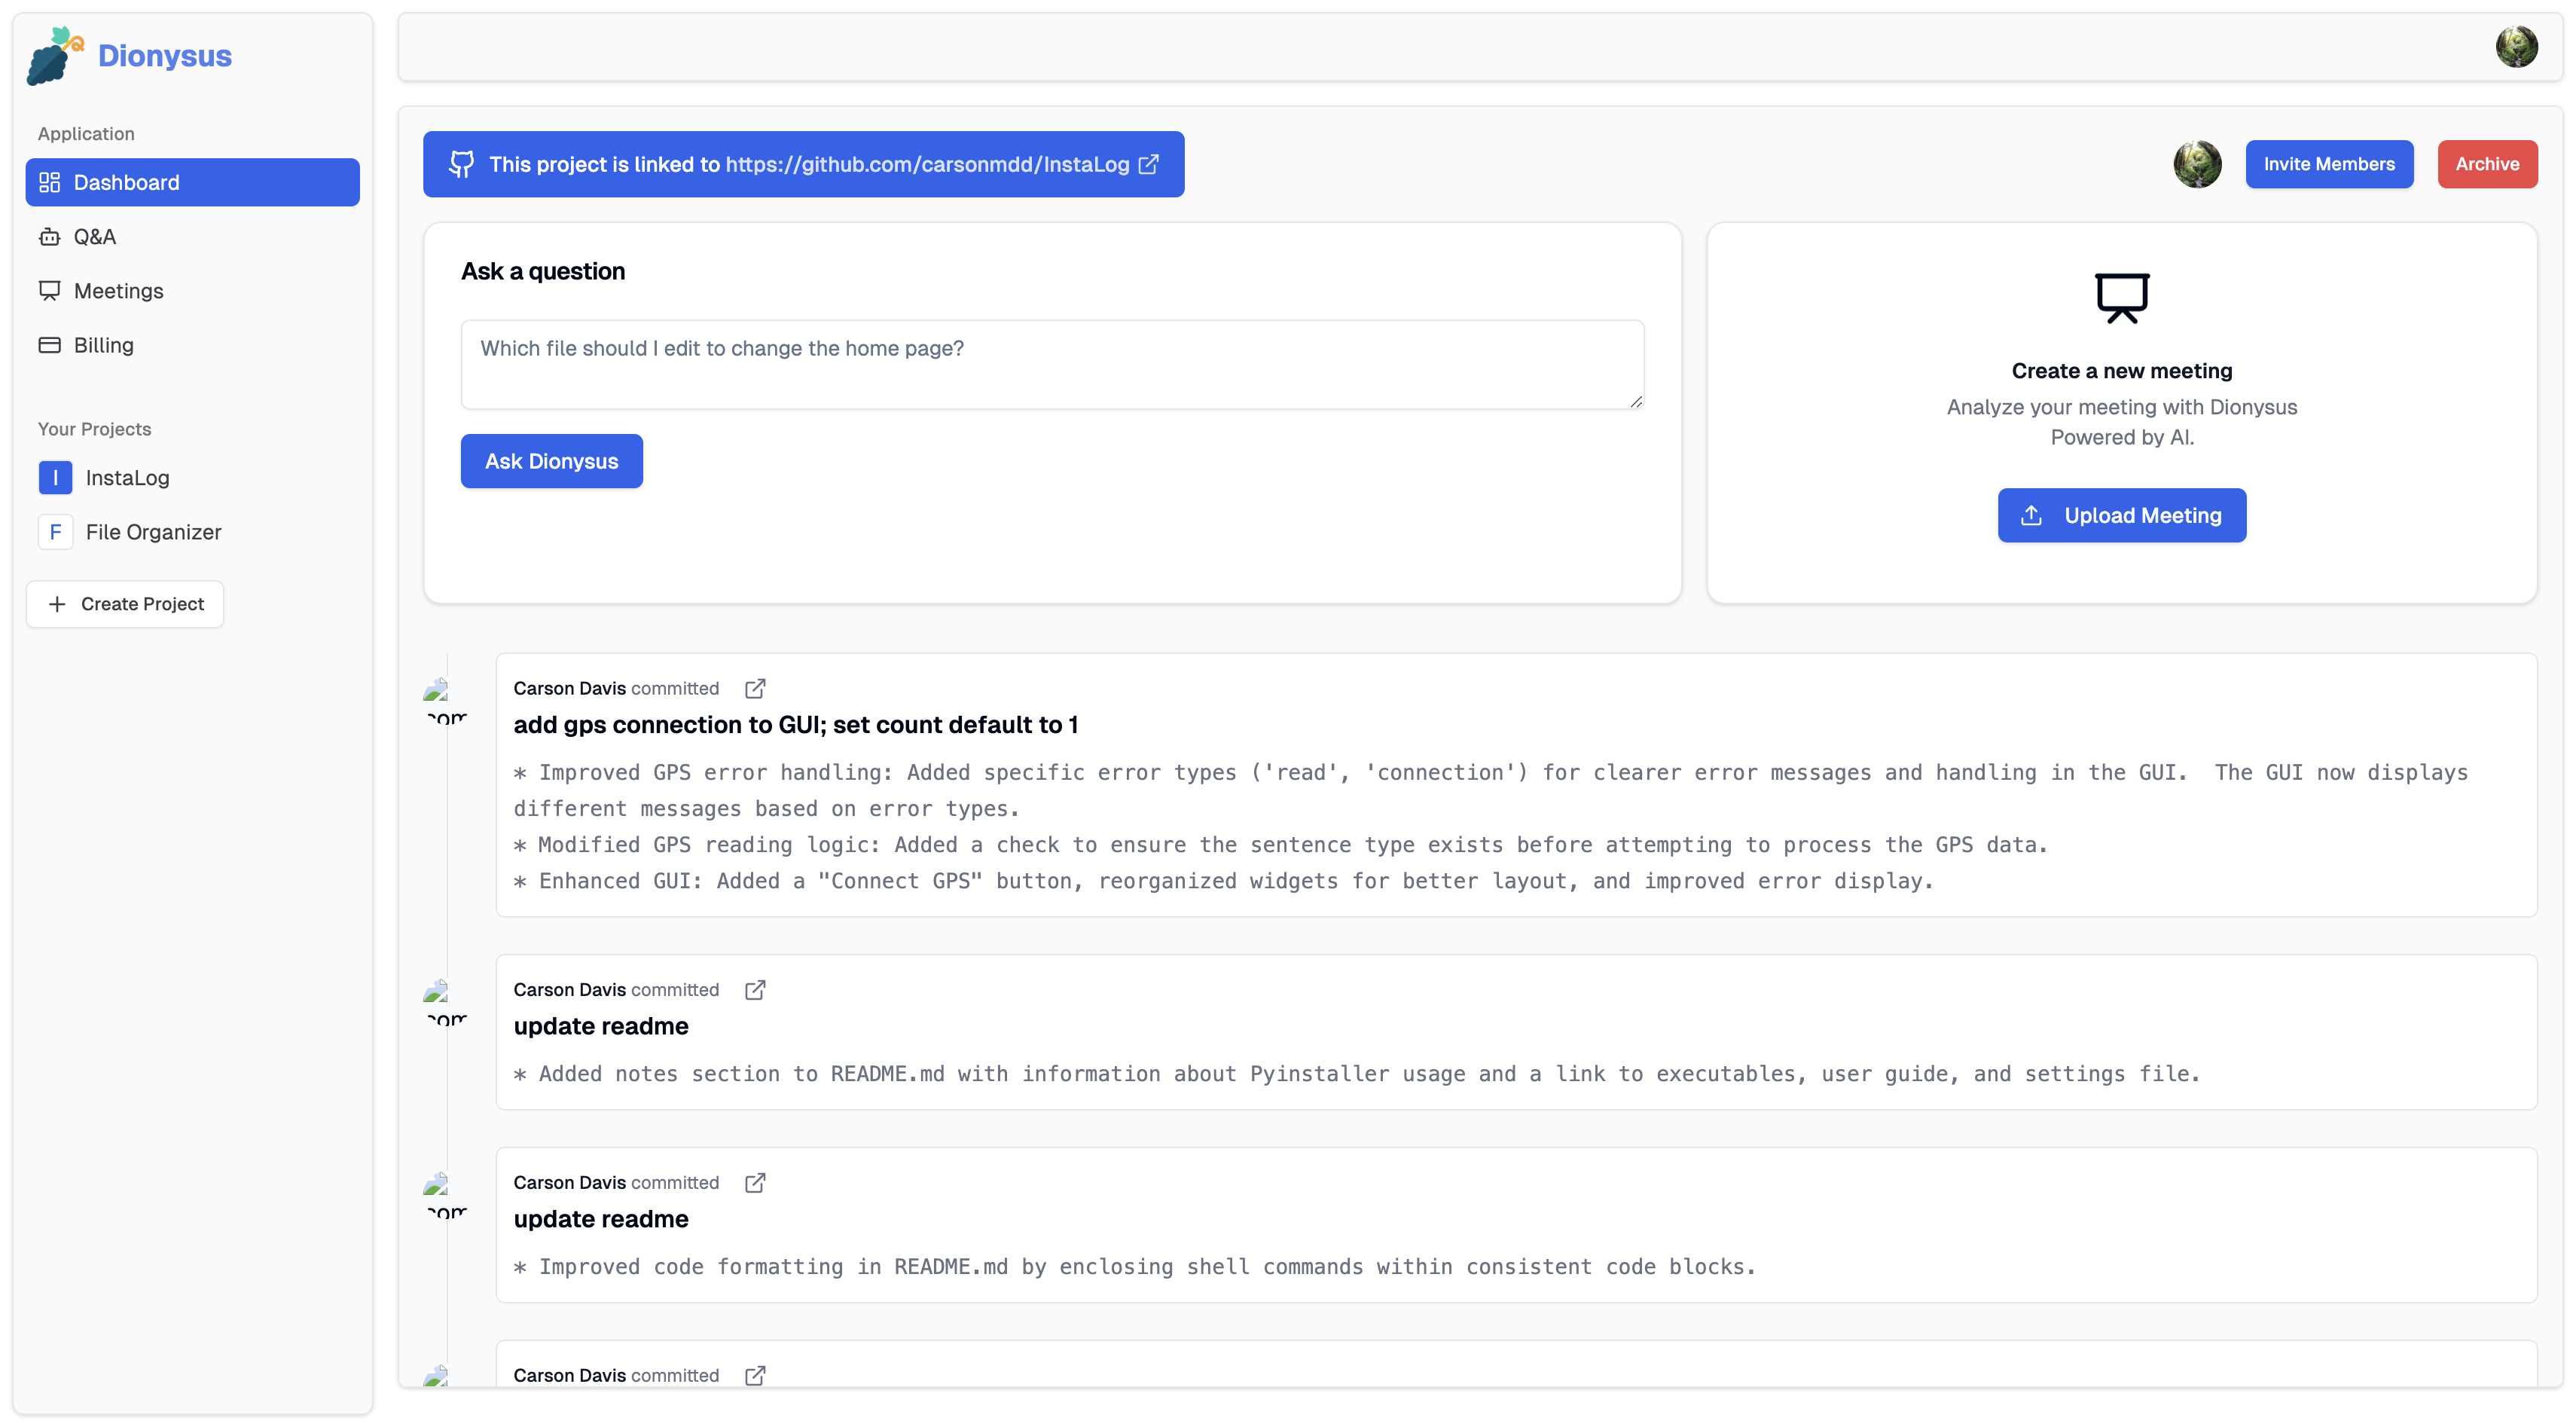 Dionysus
Application
Dashboard
Q&A
Meetings
Billing
Your Projects
I InstaLog
F File Organizer
Create Project
This project is linked to https://github.com/carsonmdd/InstaLog
Invite Members
Archive
Ask a question
Which file should I edit to change the home page?
Ask Dionysus
Create a new meeting
Analyze your meeting with Dionysus
Powered by AI.
Upload Meeting
Carson Davis committed
add gps connection to GUI; set count default to 1
* Improved GPS error handling: Added specific error types ('read', 'connection') for clearer error messages and handling in the GUI.  The GUI now displays
different messages based on error types.
* Modified GPS reading logic: Added a check to ensure the sentence type exists before attempting to process the GPS data.
* Enhanced GUI: Added a "Connect GPS" button, reorganized widgets for better layout, and improved error display.
Carson Davis committed
update readme
* Added notes section to README.md with information about Pyinstaller usage and a link to executables, user guide, and settings file.
Carson Davis committed
update readme
* Improved code formatting in README.md by enclosing shell commands within consistent code blocks.
Carson Davis committed